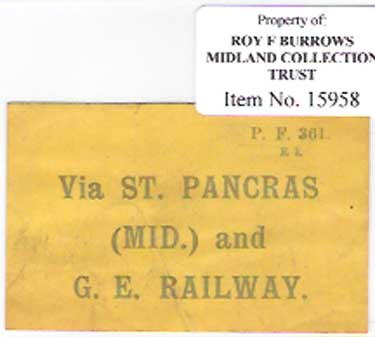 Property of:
ROY F BURROWS
MIDLAND COLLECTION
TRUST
Item No. 15958
P. F. 361.
Via ST. PANCRAS
(MID.) and
G. E. RAILWAY.